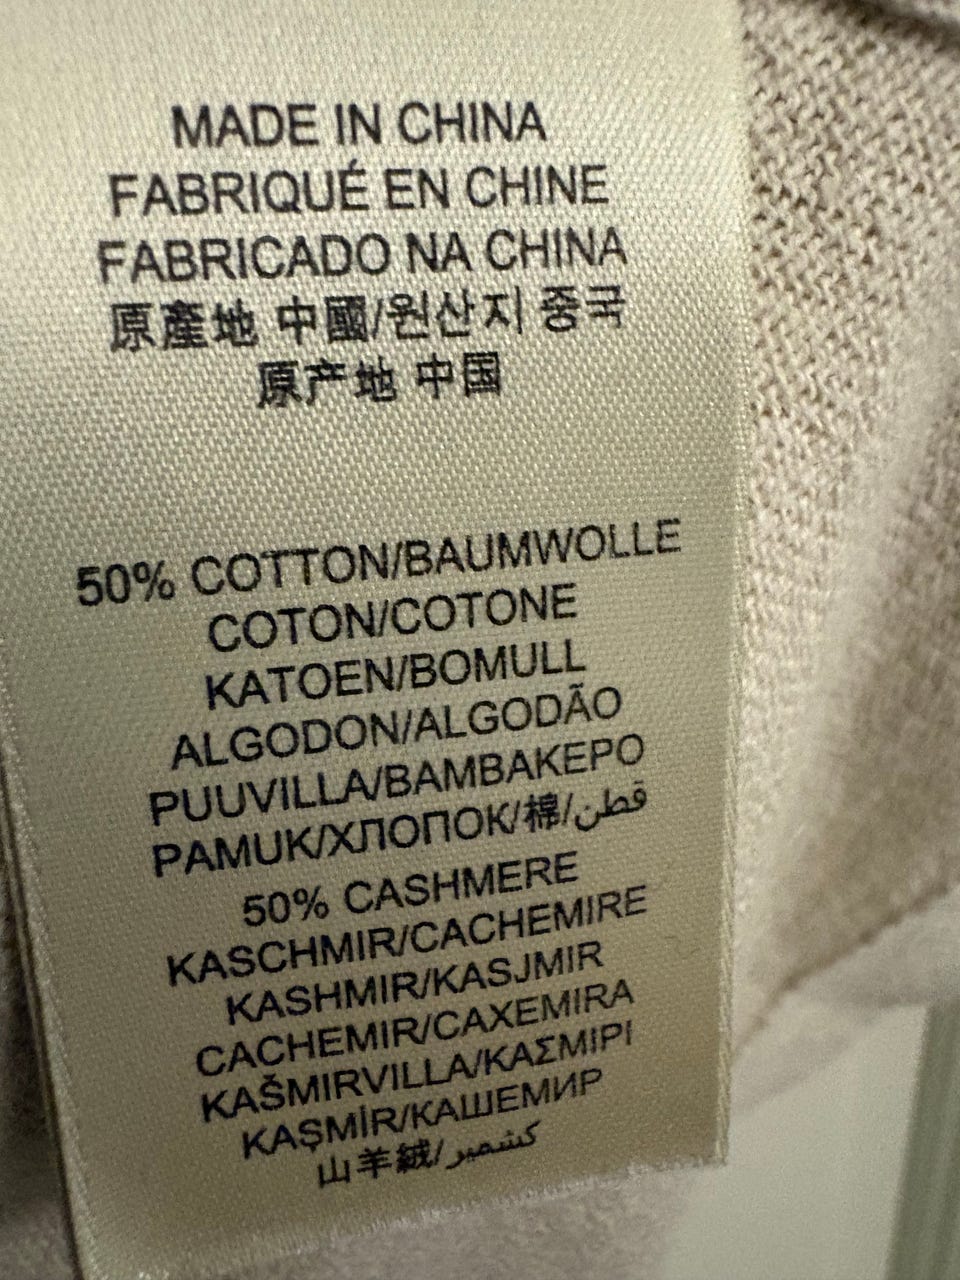 MADE IN CHINA
FABRIQUÉ EN CHINE
FABRICADO NA CHINA
原產地 中國/원산지 중국
原产地 中国
50% COTTON/BAUMWOLLE
COTON/COTONE
KATOEN/BOMULL
ALGODON/ALGODÃO
PUUVILLA/BAMBAKEPO
PAMUK/ХЛОПОК/棉/قطن
50% CASHMERE
KASCHMIR/CACHEMIRE
KASHMIR/KASJMIR
CACHEMIR/CAXEMIRA
KAŠMIRVILLA/ΚΑΣΜΙΡΙ
KAŞMİR/КАШЕМИР
山羊絨/كشمير